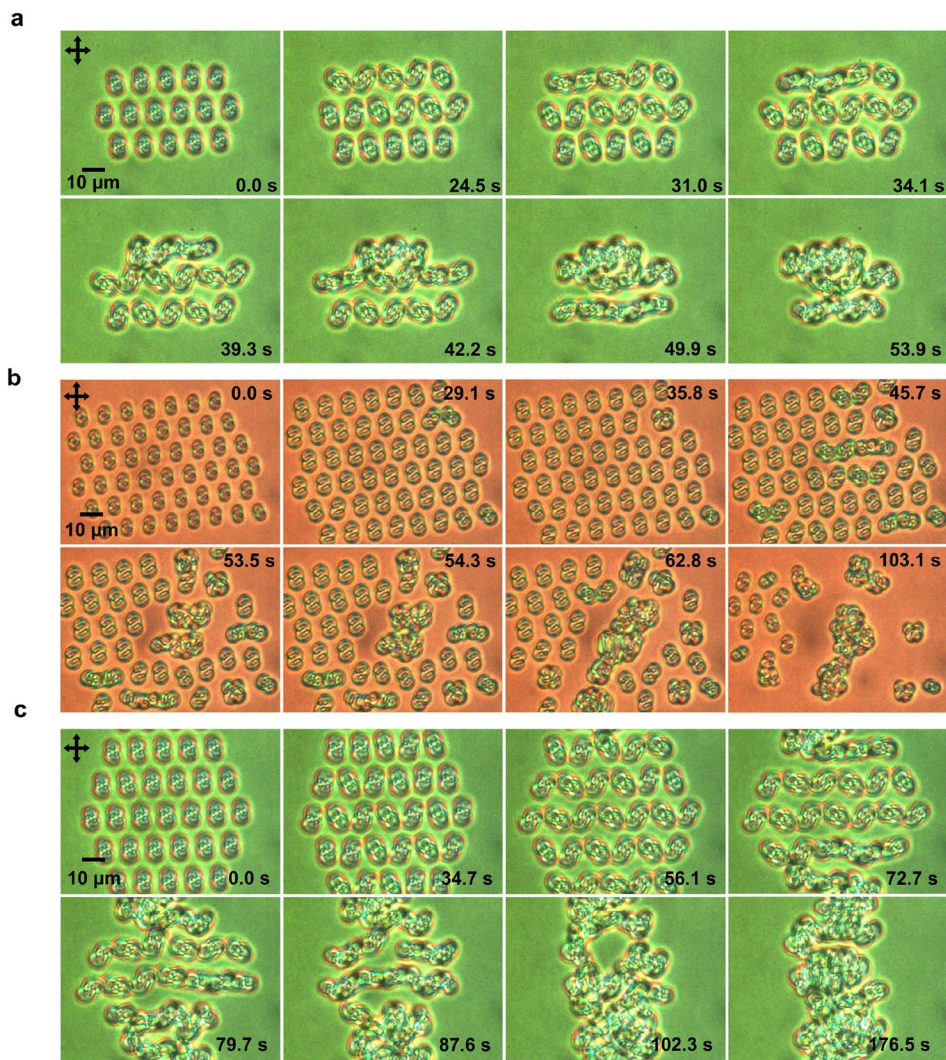 a
10 μm
0.0 s
24.5 s
31.0 s
34.1 s
39.3 s
42.2 s
49.9 s
53.9 s
b
0.0 s
10 μm
29.1 s
35.8 s
45.7 s
53.5 s
54.3 s
62.8 s
103.1 s
c
10 μm
0.0 s
34.7 s
56.1 s
72.7 s
79.7 s
87.6 s
102.3 s
176.5 s